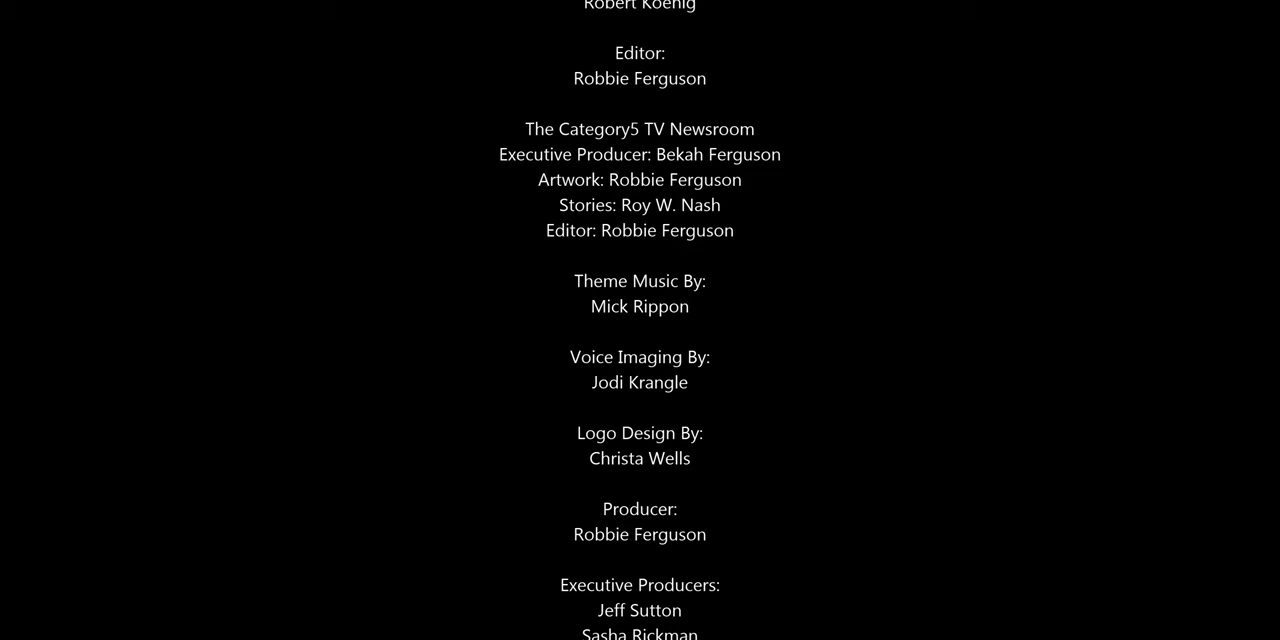 Robert Koenig
Editor:
Robbie Ferguson
The Category5 TV Newsroom
Executive Producer: Bekah Ferguson
Artwork: Robbie Ferguson
Stories: Roy W. Nash
Editor: Robbie Ferguson
Theme Music By:
Mick Rippon
Voice Imaging By:
Jodi Krangle
Logo Design By:
Christa Wells
Producer:
Robbie Ferguson
Executive Producers:
Jeff Sutton
Sasha Rickman